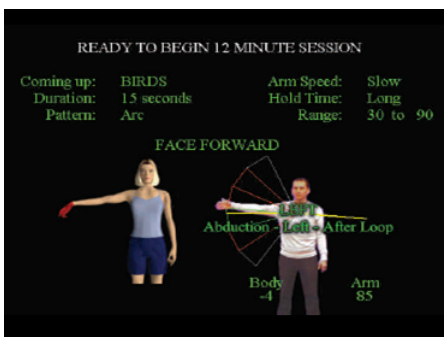 READY TO BEGIN 12 MINUTE SESSION
Coming up: BIRDS Arm Speed: Slow
Duration: 15 seconds Hold Time: Long
Pattern: Arc Range: 30 to 90
FACE FORWARD
LEFT
Abduction - Left - After Loop
Body Arm
-4 85